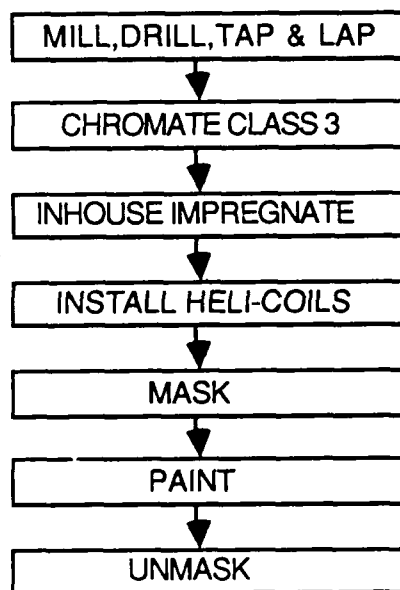 MILL,DRILL,TAP & LAP
CHROMATE CLASS 3
INHOUSE IMPREGNATE
INSTALL HELI-COILS
MASK
PAINT
UNMASK